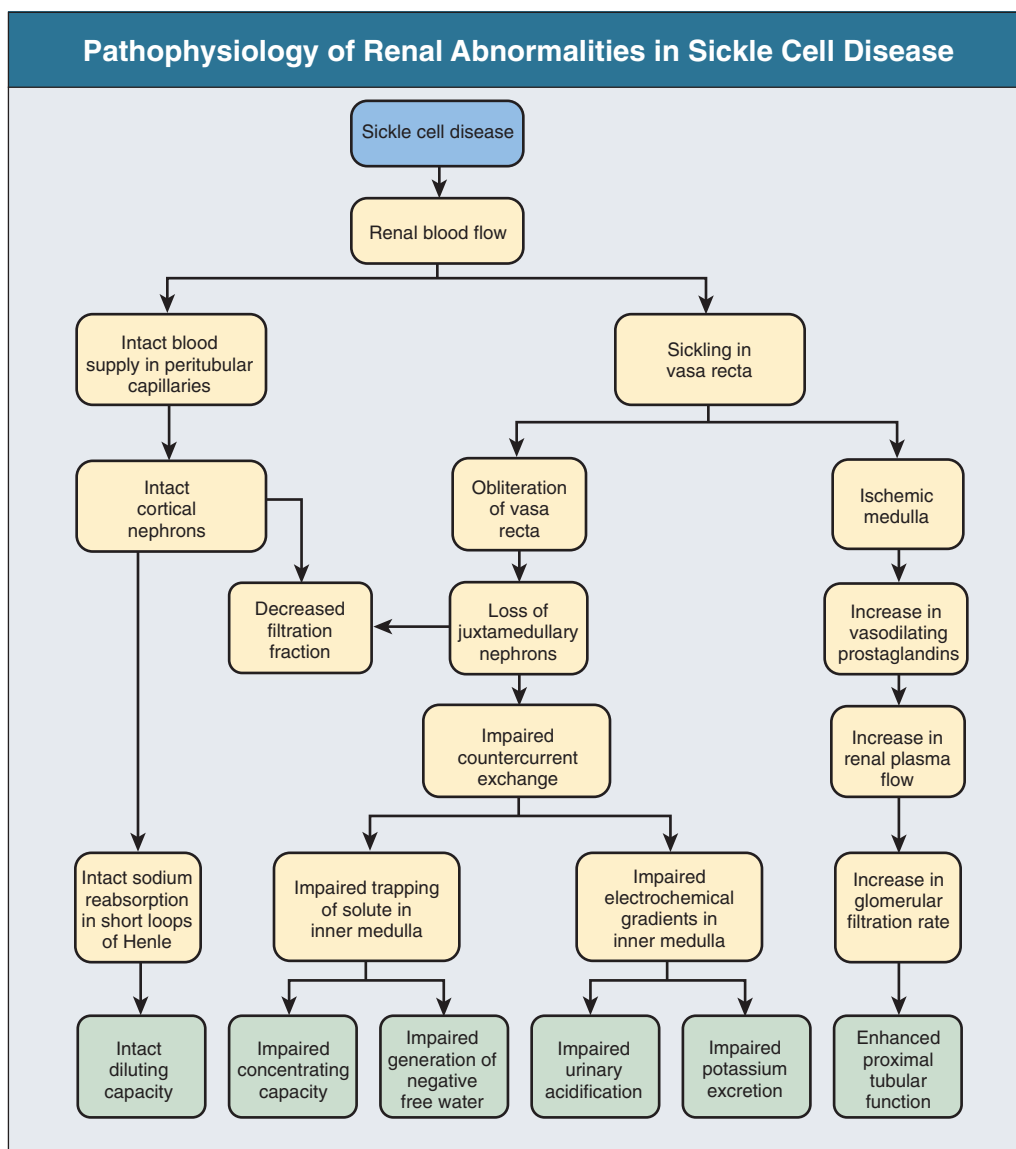 Pathophysiology of Renal Abnormalities in Sickle Cell Disease
Sickle cell disease
Renal blood flow
Intact blood
supply in peritubular
capillaries
Sickling in
vasa recta
Intact
cortical
nephrons
Obliteration
of vasa
recta
Ischemic
medulla
Decreased
filtration
fraction
Loss of
juxtamedullary
nephrons
Increase in
vasodilating
prostaglandins
Impaired
countercurrent
exchange
Increase in
renal plasma
flow
Intact sodium
reabsorption
in short loops
of Henle
Impaired trapping
of solute in
inner medulla
Impaired
electrochemical
gradients in
inner medulla
Increase in
glomerular
filtration rate
Intact
diluting
capacity
Impaired
concentrating
capacity
Impaired
generation of
negative
free water
Impaired
urinary
acidification
Impaired
potassium
excretion
Enhanced
proximal
tubular
function